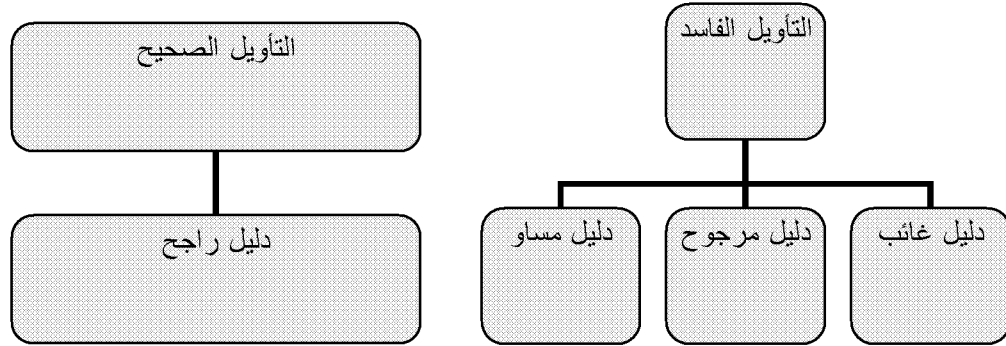 التأويل الفاسد
دليل غائب
دليل مرجوح
دليل مساو
التأويل الصحيح
دليل راجح